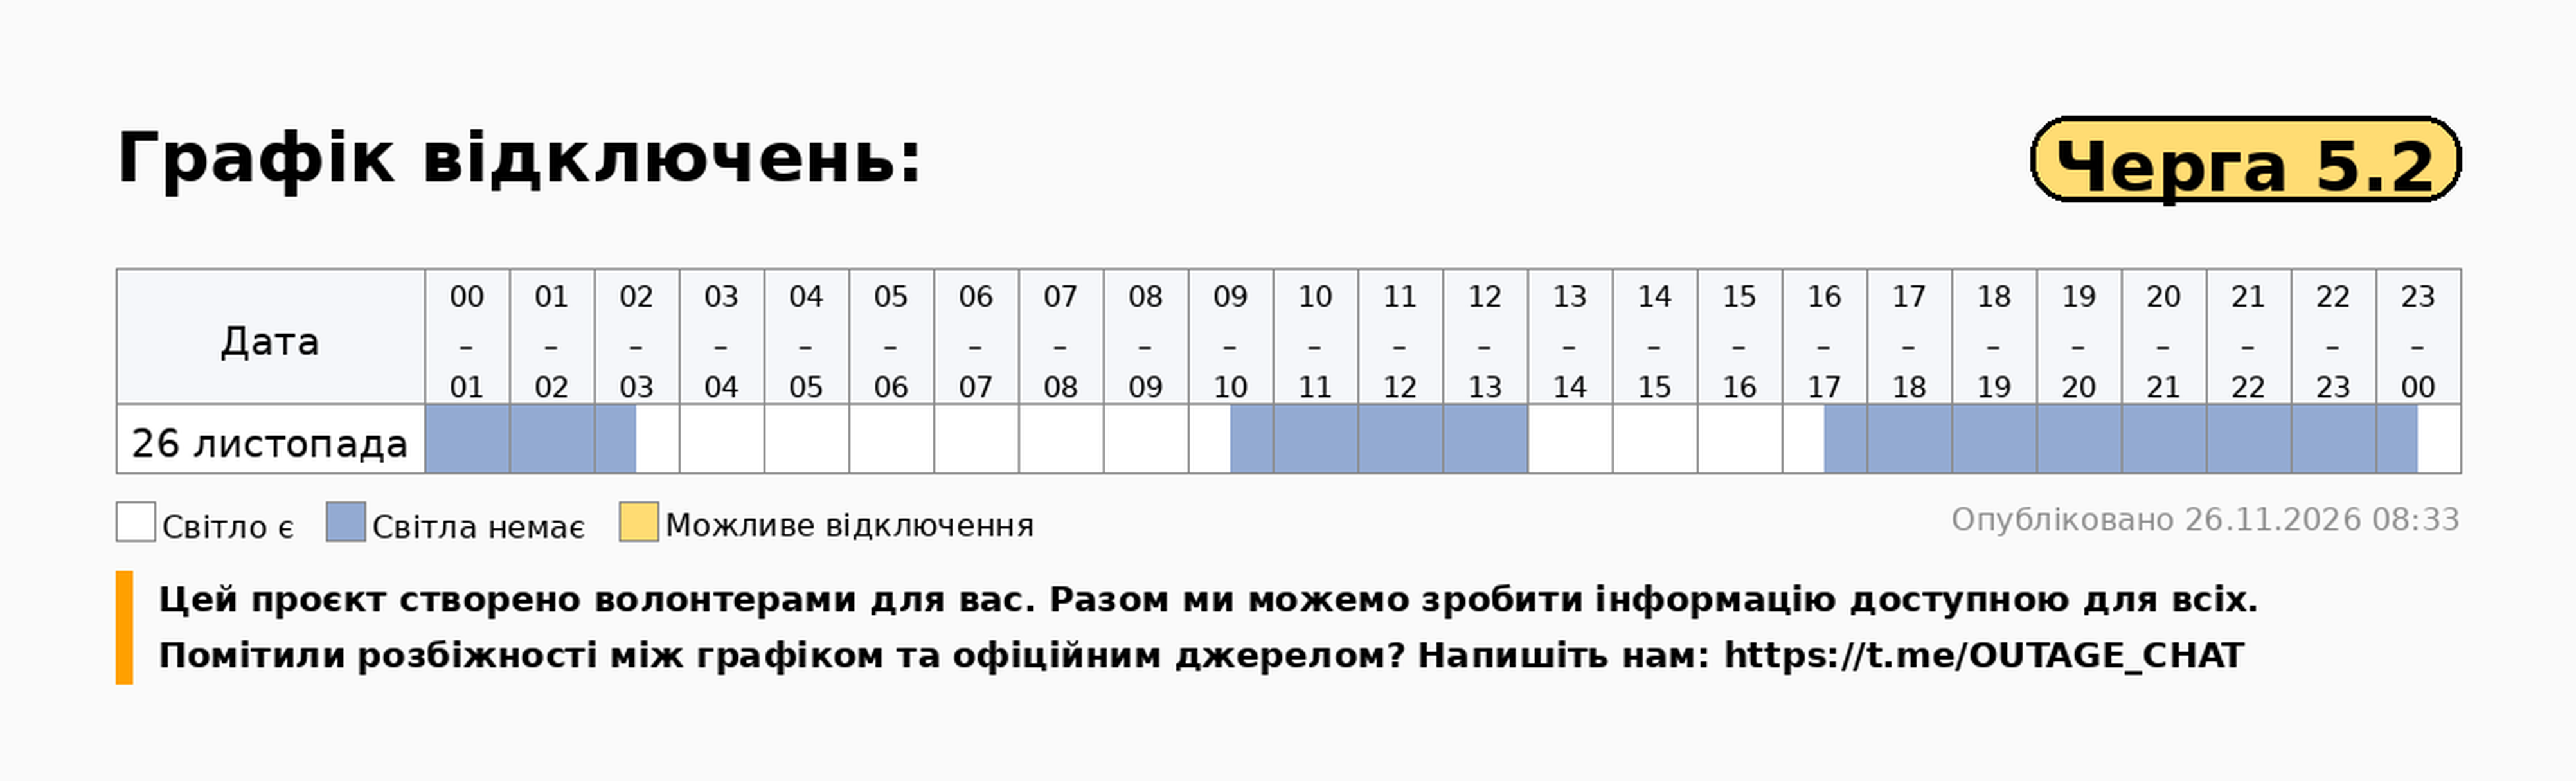 Графік відключень:
Черга 5.2
Дата
00 – 01
01 – 02
02 – 03
03 – 04
04 – 05
05 – 06
06 – 07
07 – 08
08 – 09
09 – 10
10 – 11
11 – 12
12 – 13
13 – 14
14 – 15
15 – 16
16 – 17
17 – 18
18 – 19
19 – 20
20 – 21
21 – 22
22 – 23
23 – 00
26 листопада
Світло є
Світла немає
Можливе відключення
Опубліковано 26.11.2026 08:33
Цей проєкт створено волонтерами для вас. Разом ми можемо зробити інформацію доступною для всіх.
Помітили розбіжності між графіком та офіційним джерелом? Напишіть нам: https://t.me/OUTAGE_CHAT